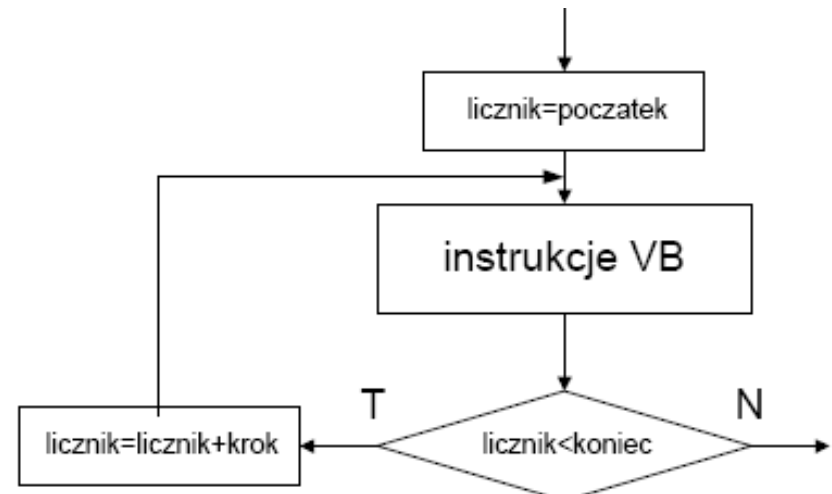 licznik=poczatek
instrukcje VB
T
N
licznik=licznik+krok
licznik<koniec